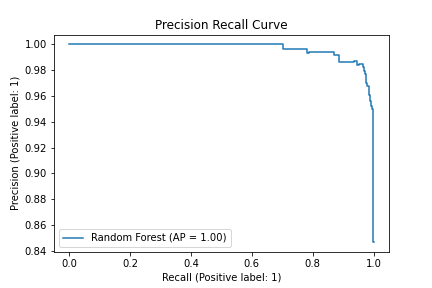 Precision Recall Curve
Precision (Positive label: 1)
1.00
0.98
0.96
0.94
0.92
0.90
0.88
0.86
0.84
Random Forest (AP = 1.00)
0.0 0.2 0.4 0.6 0.8 1.0
Recall (Positive label: 1)